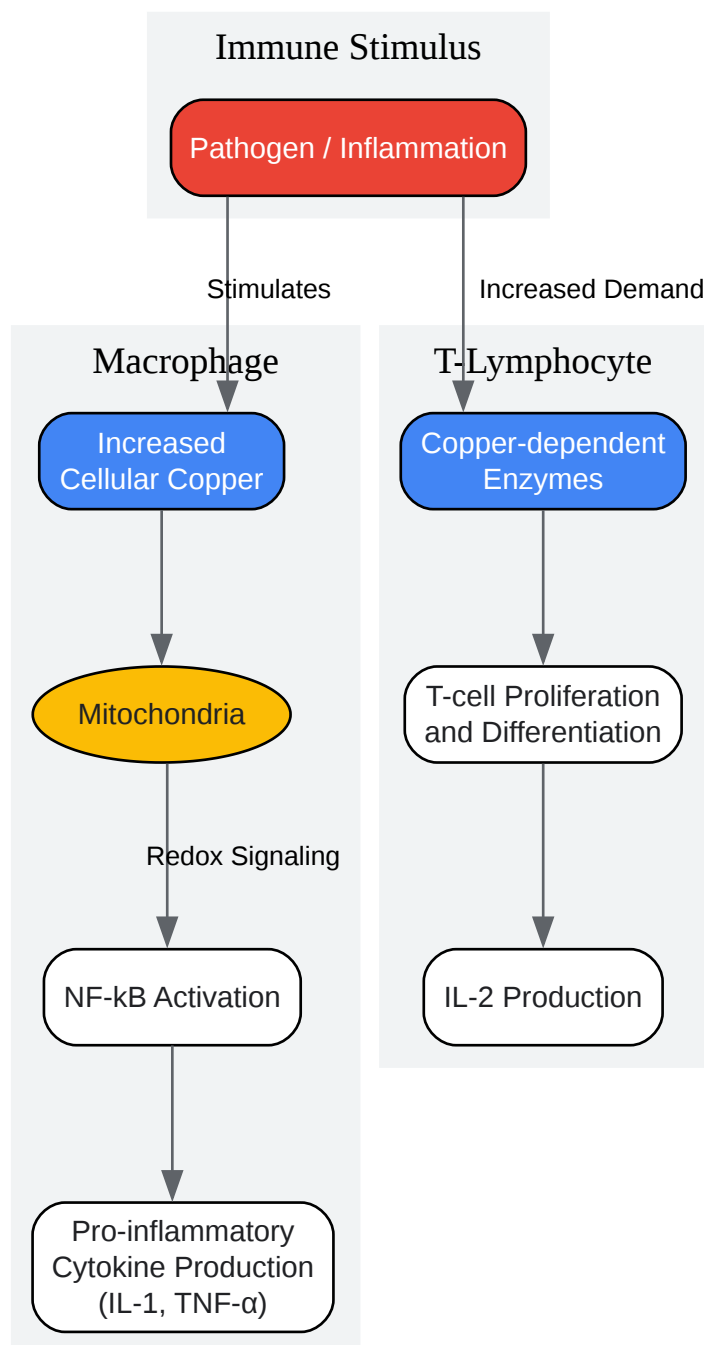 Immune Stimulus
Pathogen / Inflammation
Stimulates
Increased Demand
Macrophage
Increased
Cellular Copper
Mitochondria
Redox Signaling
NF-kB Activation
Pro-inflammatory
Cytokine Production
(IL-1, TNF-α)
T-Lymphocyte
Copper-dependent
Enzymes
T-cell Proliferation
and Differentiation
IL-2 Production